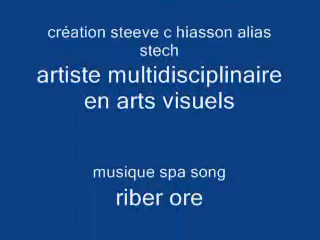 création steeve c hiasson alias
stech
artiste multidisciplinaire
en arts visuels
musique spa song
riber ore